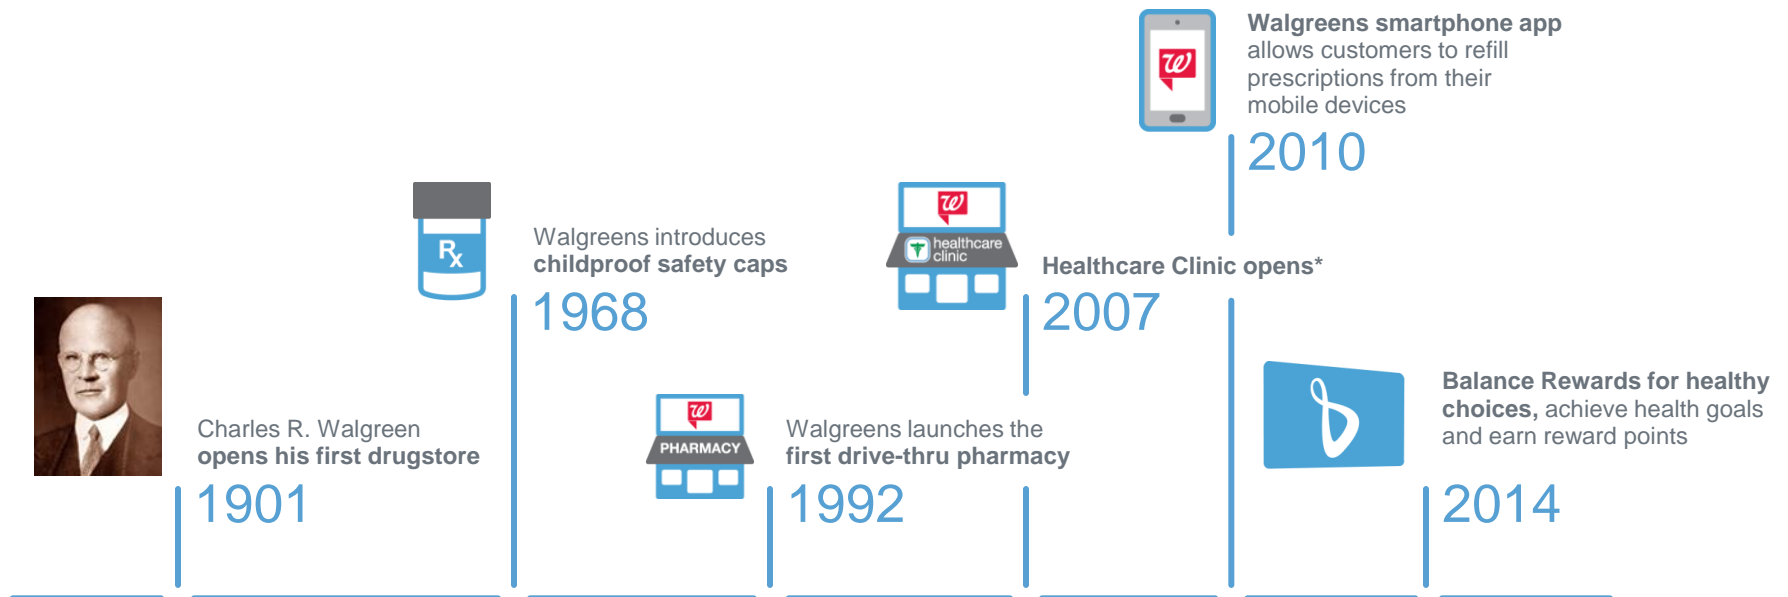 Walgreens smartphone app
allows customers to refill
prescriptions from their
mobile devices
2010
Rx
Walgreens introduces
childproof safety caps
1968
W
healthcare
clinic
Healthcare Clinic opens*
2007
Charles R. Walgreen
opens his first drugstore
1901
W
PHARMACY
Walgreens launches the
first drive-thru pharmacy
1992
Balance Rewards for healthy
choices, achieve health goals
and earn reward points
2014
W